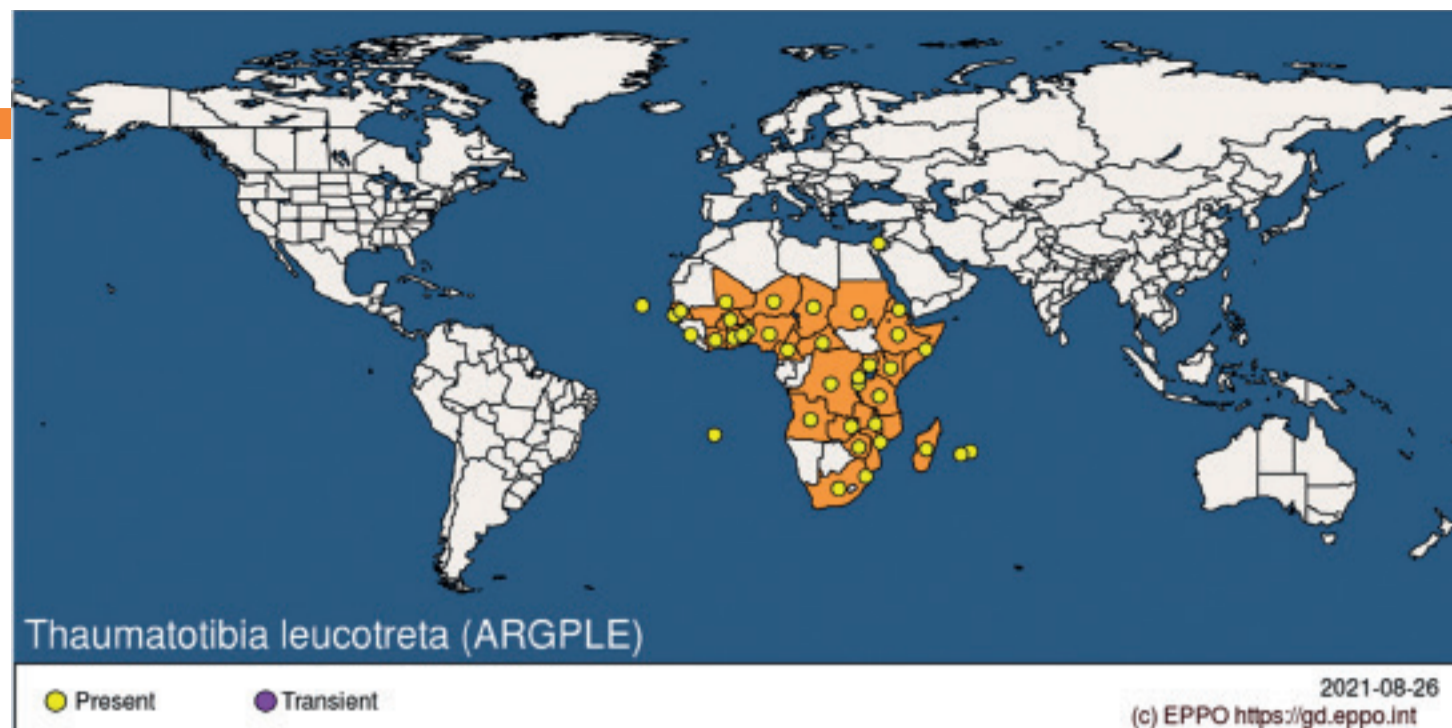 Thaumatotibia leucotreta (ARGPLE)
Present
Transient
2021-08-26
(c) EPPO https://gd.eppo.int